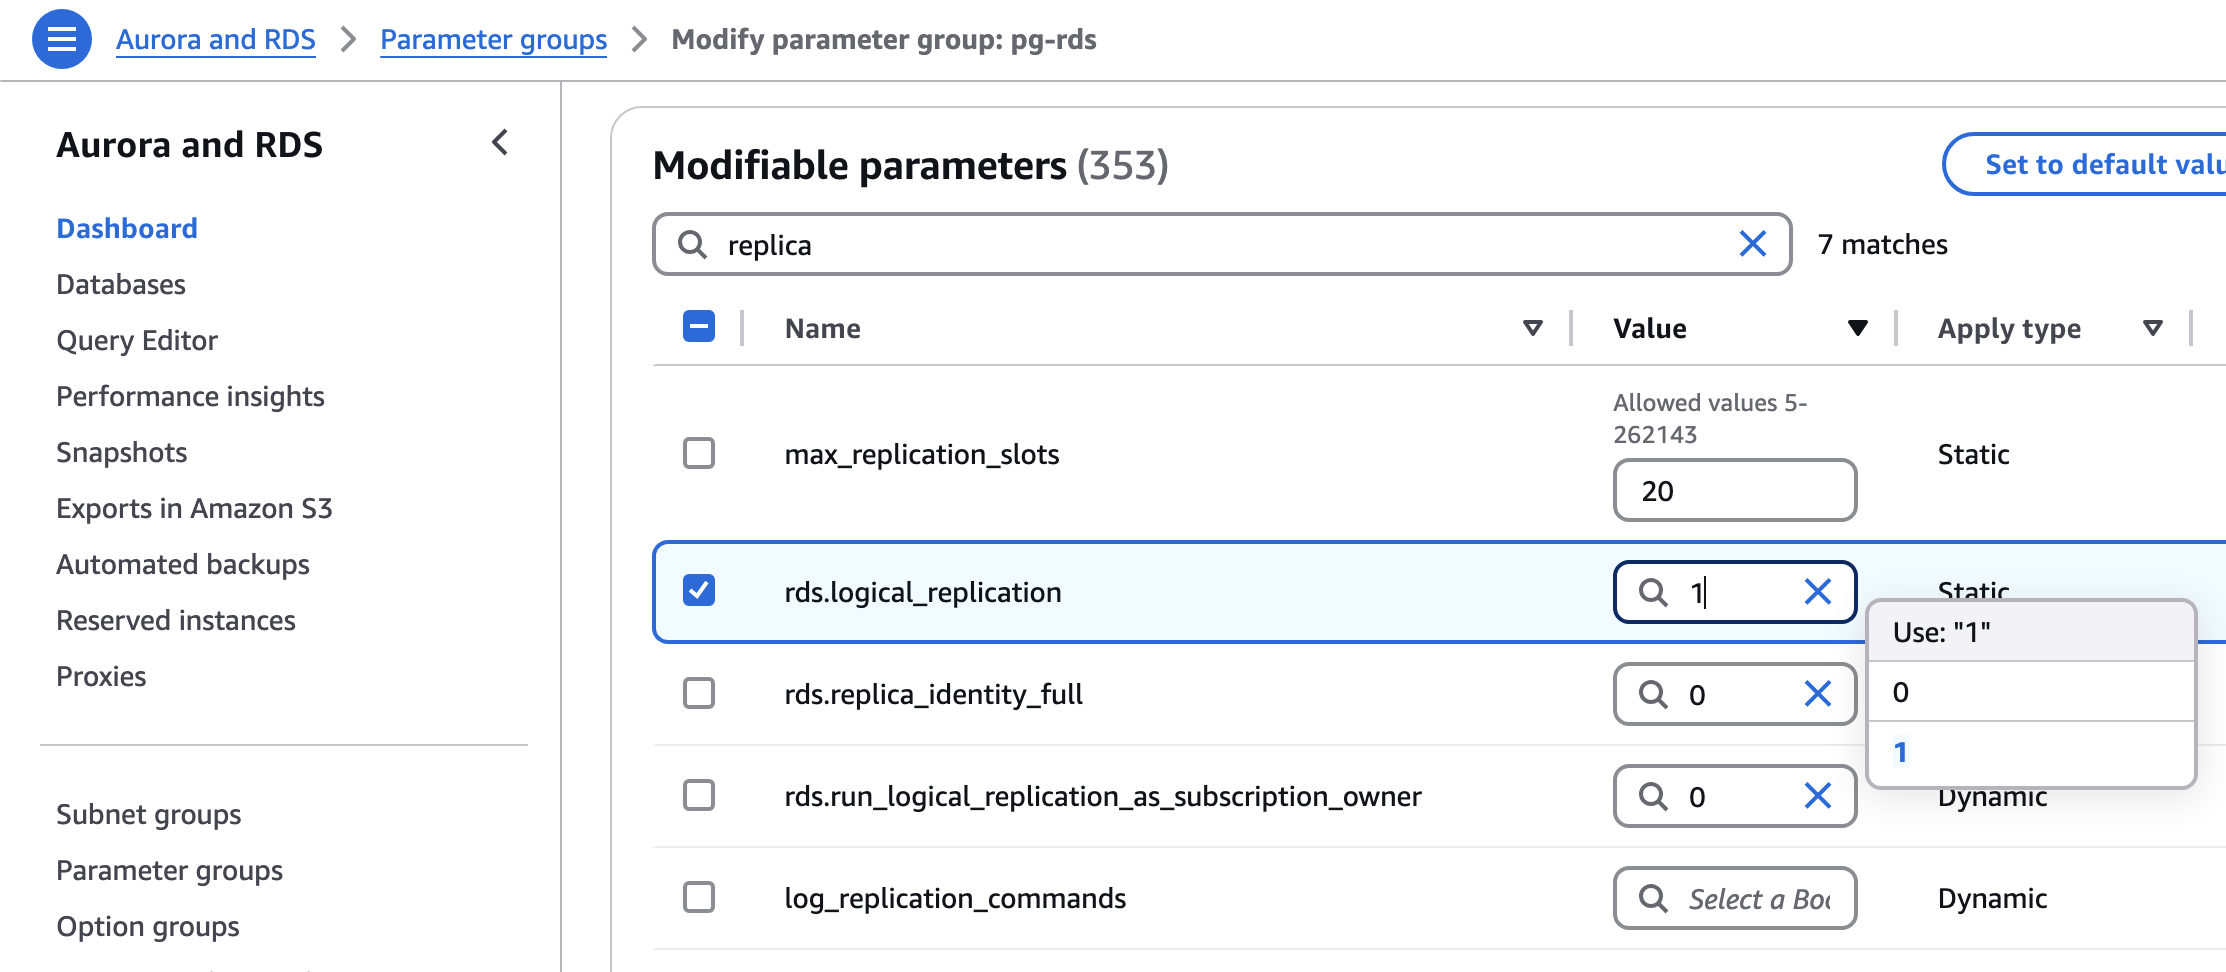 Aurora and RDS > Parameter groups > Modify parameter group: pg-rds
Aurora and RDS
Dashboard
Databases
Query Editor
Performance insights
Snapshots
Exports in Amazon S3
Automated backups
Reserved instances
Proxies
Subnet groups
Parameter groups
Option groups
Modifiable parameters (353)
Set to default valu
replica
7 matches
Name Value Apply type
Allowed values 5-
262143
max_replication_slots 20 Static
rds.logical_replication 1 Static
Use: "1"
0
1
rds.replica_identity_full 0
rds.run_logical_replication_as_subscription_owner 0 Dynamic
log_replication_commands Select a Boo Dynamic